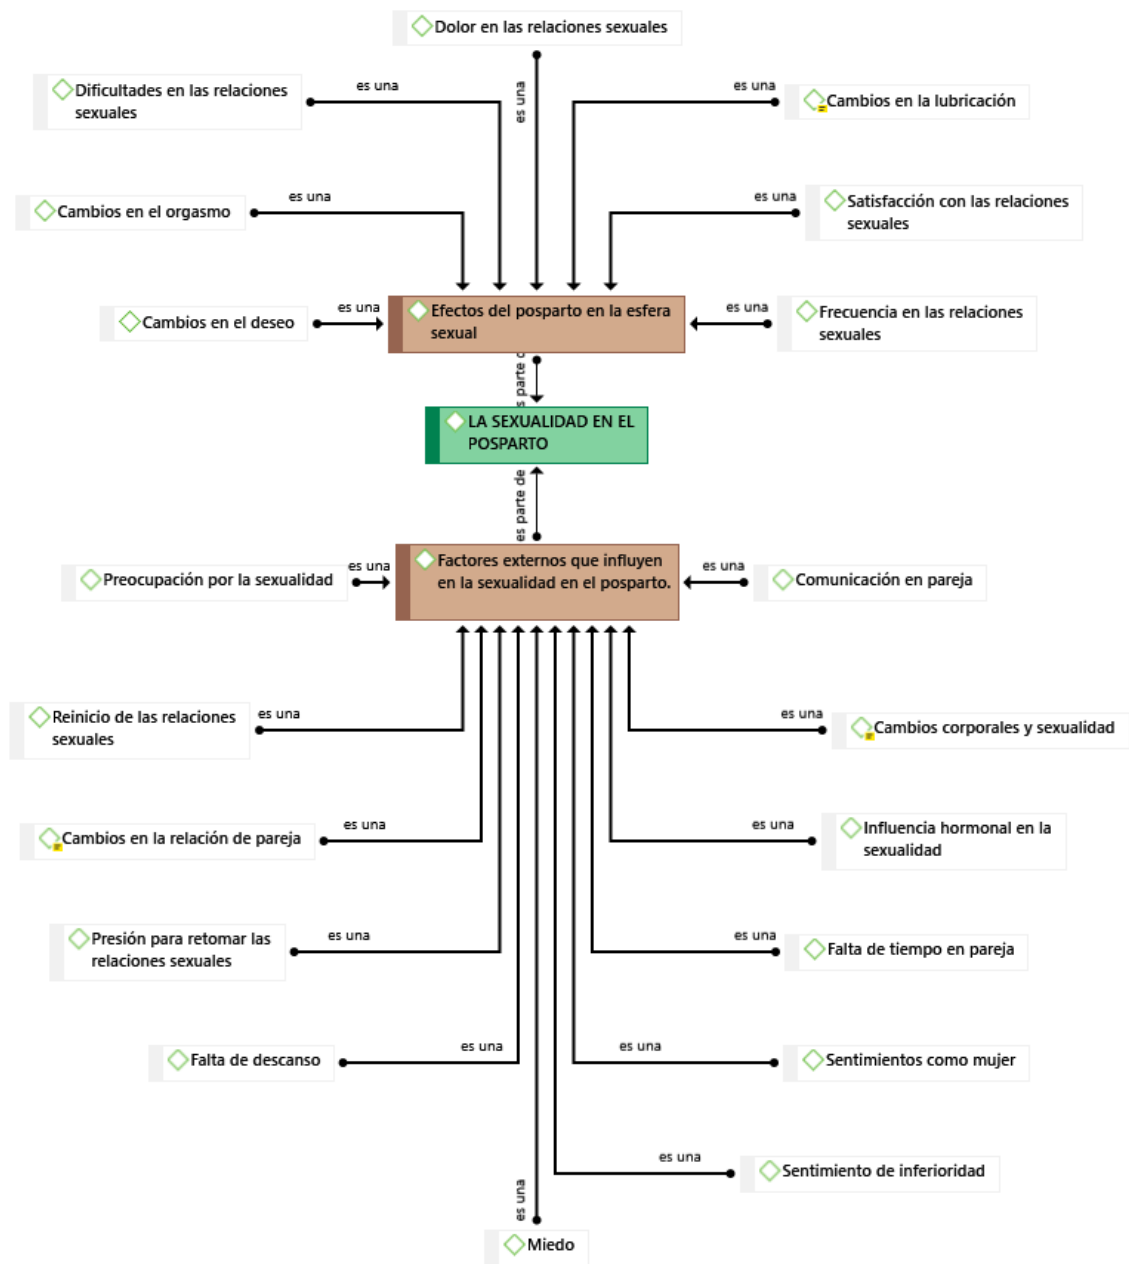 Dolor en las relaciones sexuales
es una
Dificultades en las relaciones
sexuales
es una
es una
Cambios en la lubricación
Cambios en el orgasmo
es una
es una
Satisfacción con las relaciones
sexuales
Cambios en el deseo
es una
Efectos del posparto en la esfera
sexual
es una
Frecuencia en las relaciones
sexuales
parte
LA SEXUALIDAD EN EL
POSPARTO
es parte de
Preocupación por la sexualidad
es una
Factores externos que influyen
en la sexualidad en el posparto.
es una
Comunicación en pareja
Reinicio de las relaciones
sexuales
es una
es una
Cambios corporales y sexualidad
Cambios en la relación de pareja
es una
es una
Influencia hormonal en la
sexualidad
Presión para retomar las
relaciones sexuales
es una
es una
Falta de tiempo en pareja
Falta de descanso
es una
es una
Sentimientos como mujer
es una
Sentimiento de inferioridad
es una
Miedo